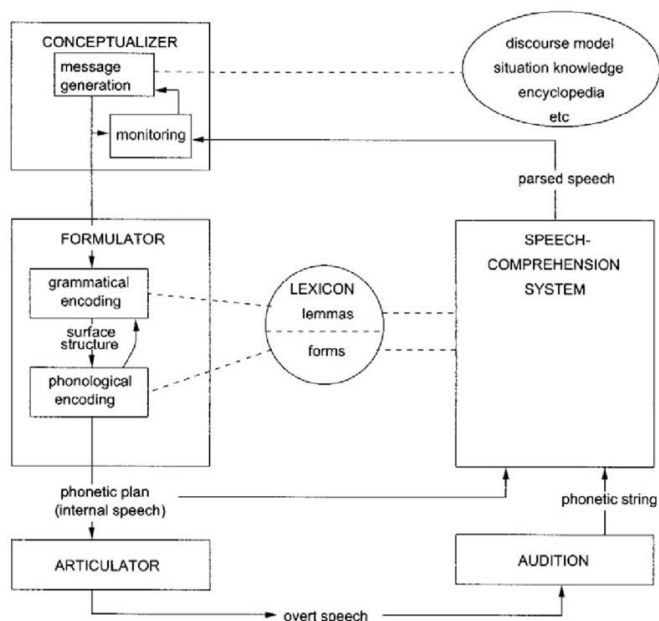 CONCEPTUALIZER
message
generation
monitoring
discourse model
situation knowledge
encyclopedia
etc
parsed speech
FORMULATOR
grammatical
encoding
surface
structure
phonological
encoding
LEXICON
lemmas
forms
SPEECH-
COMPREHENSION
SYSTEM
phonetic plan
(internal speech)
phonetic string
ARTICULATOR
AUDITION
overt speech